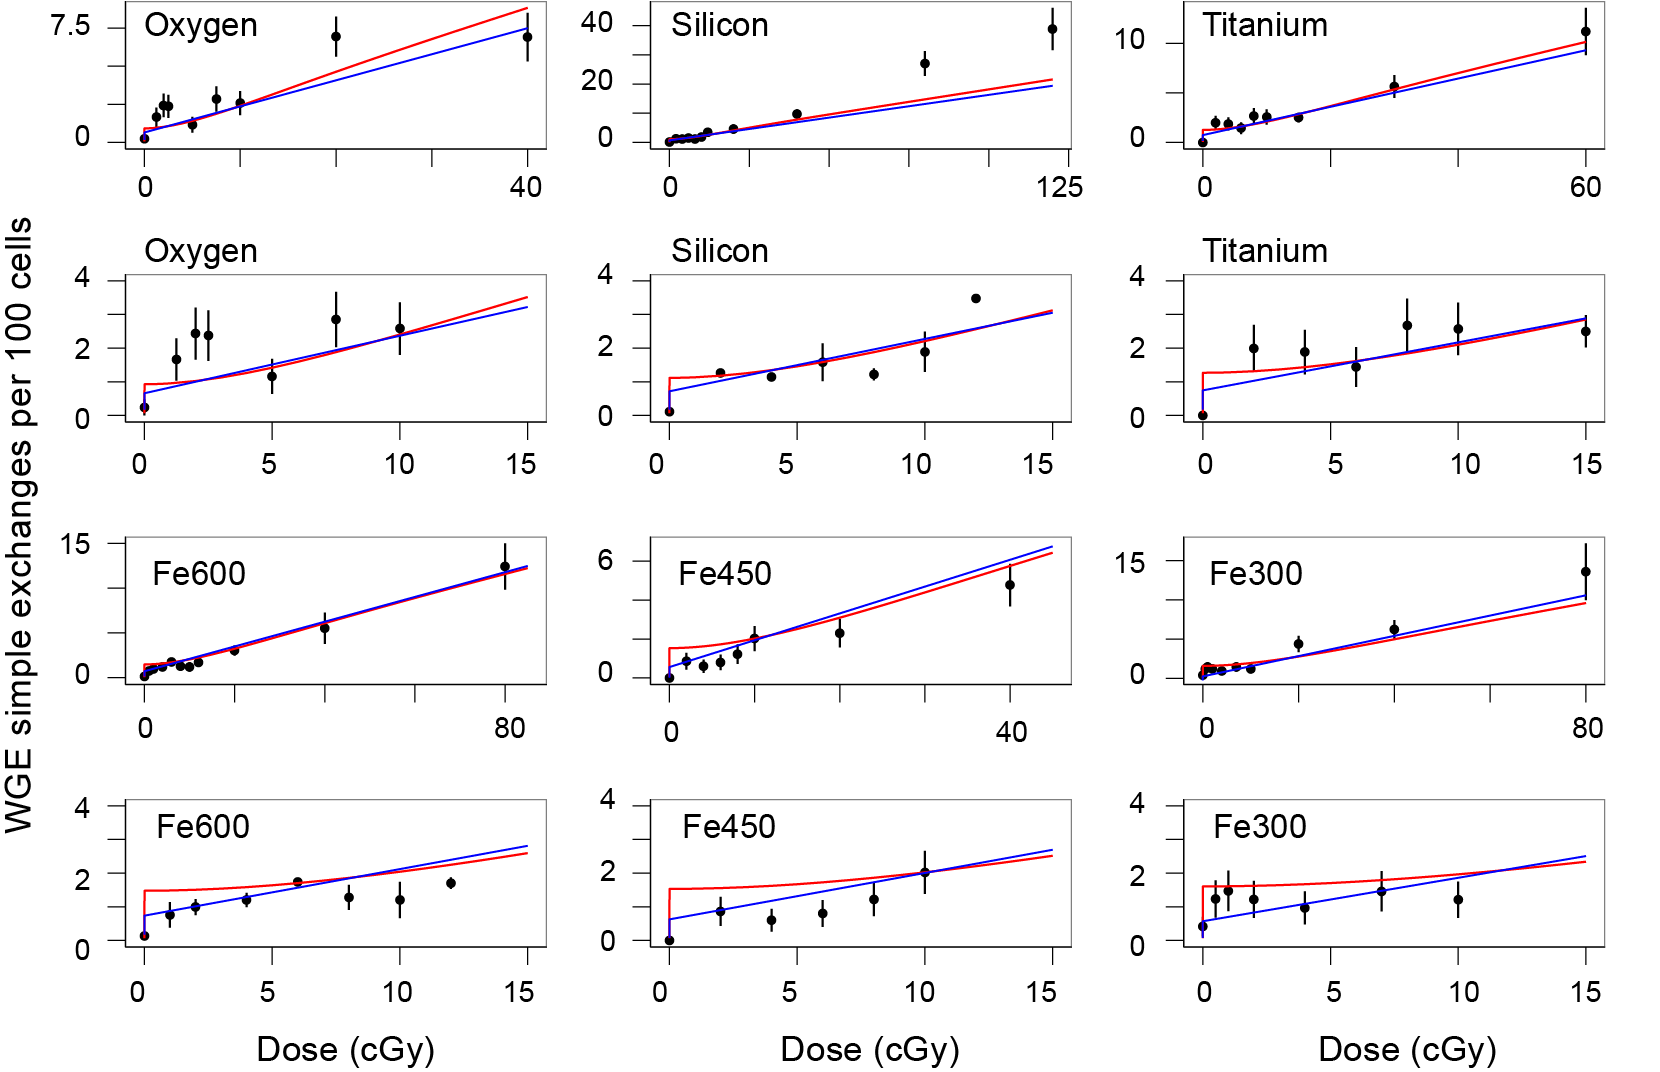 WGE simple exchanges per 100 cells
Oxygen
7.5
0
0 40
Silicon
40
20
0
0 125
Titanium
10
0
0 60
Oxygen
4
2
0
0 5 10 15
Silicon
4
2
0
0 5 10 15
Titanium
4
2
0
0 5 10 15
Fe600
15
0
0 80
Fe450
6
0
0 40
Fe300
15
0
0 80
Fe600
4
2
0
0 5 10 15
Dose (cGy)
Fe450
4
2
0
0 5 10 15
Dose (cGy)
Fe300
4
2
0
0 5 10 15
Dose (cGy)